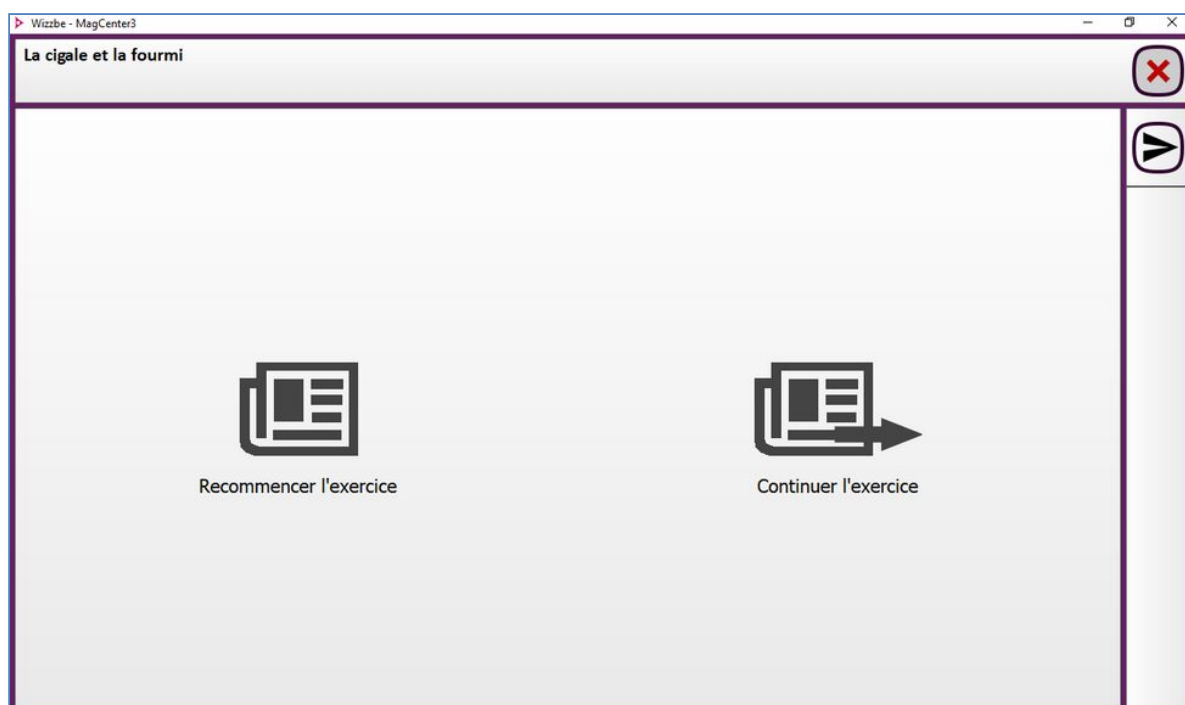 Wizzbe - MagCenter3
La cigale et la fourmi
Recommencer l'exercice
Continuer l'exercice